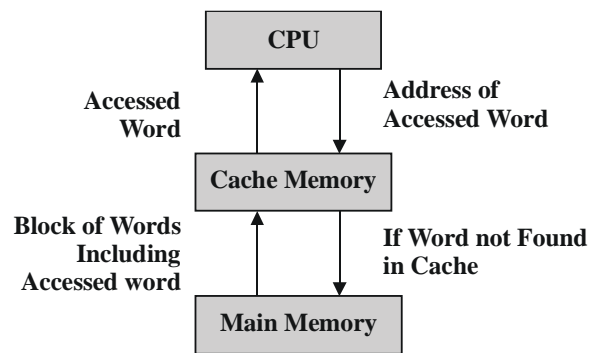 CPU
Accessed
Word
Address of
Accessed Word
Cache Memory
Block of Words
Including
Accessed word
If Word not Found
in Cache
Main Memory